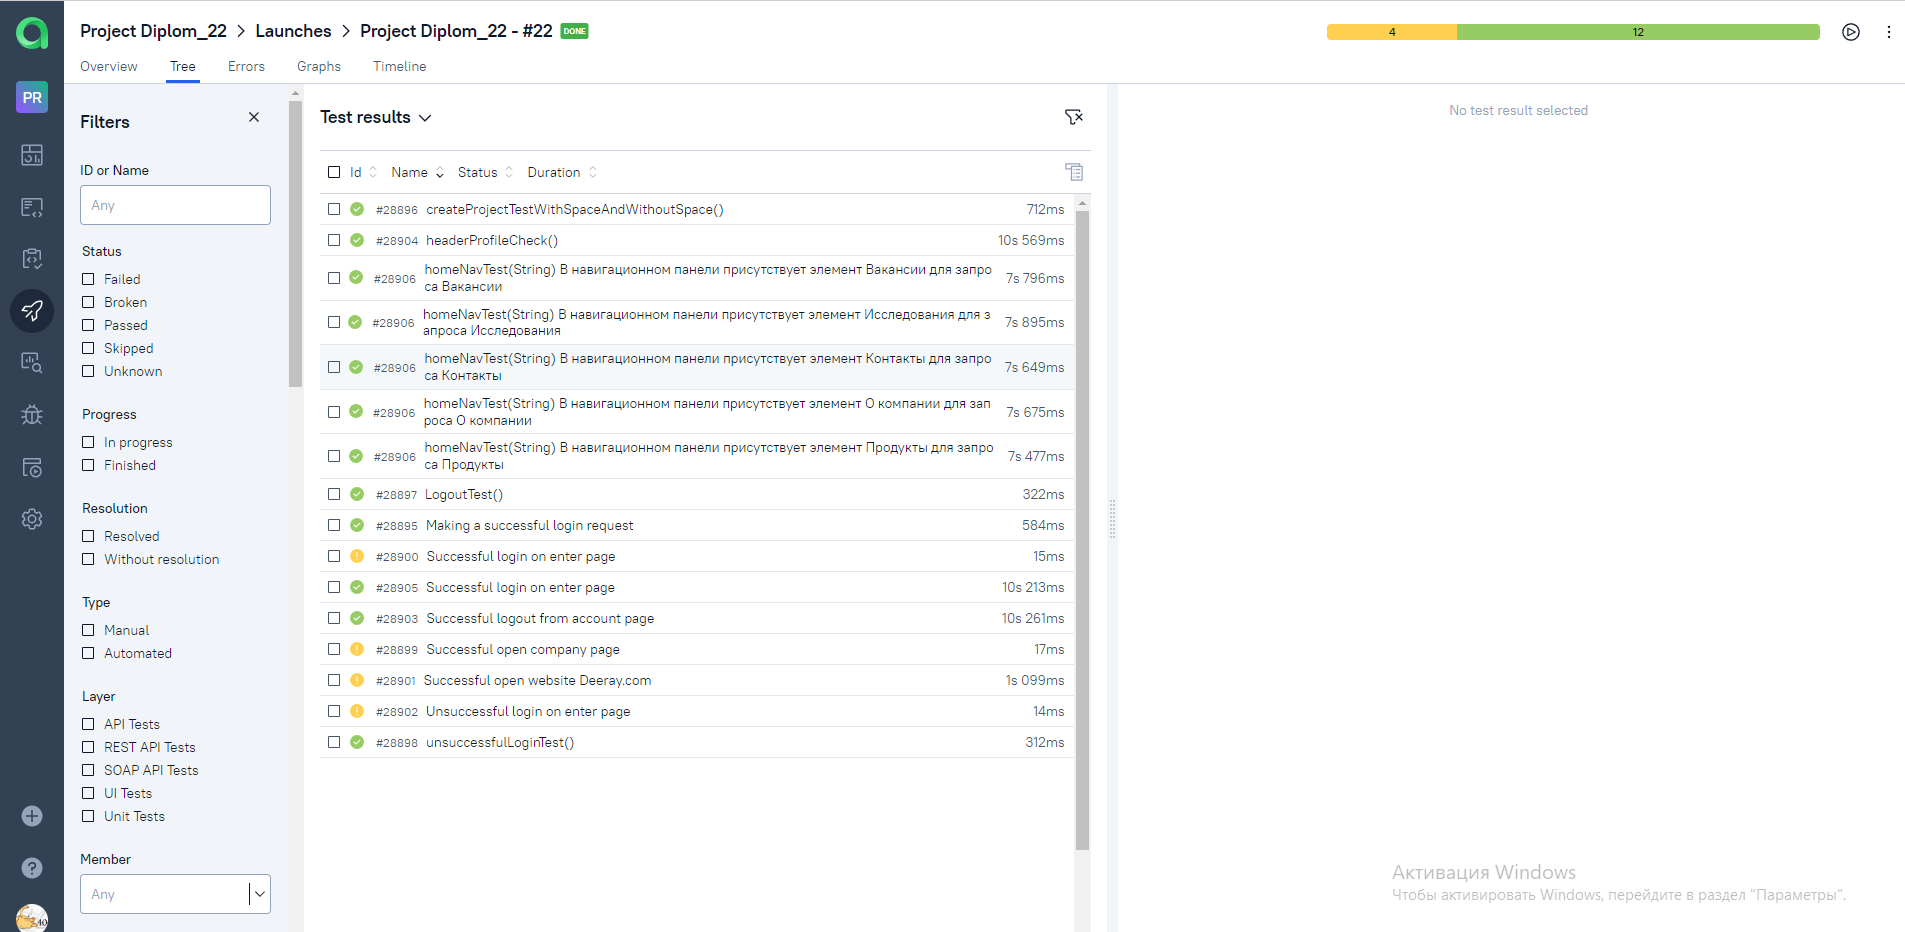 Project Diplom_22 > Launches > Project Diplom_22 - #22 DONE
4 12
Overview Tree Errors Graphs Timeline
PR
Filters
ID or Name
Any
Status
Failed
Broken
Passed
Skipped
Unknown
Progress
In progress
Finished
Resolution
Resolved
Without resolution
Type
Manual
Automated
Layer
API Tests
REST API Tests
SOAP API Tests
UI Tests
Unit Tests
Member
Any
Test results
Id Name Status Duration
#28896 createProjectTestWithSpaceAndWithoutSpace() 712ms
#28904 headerProfileCheck() 10s 569ms
#28906 homeNavTest(String) В навигационном панели присутствует элемент Вакансии для запро
са Вакансии 7s 796ms
#28906 homeNavTest(String) В навигационном панели присутствует элемент Исследования для з
апроса Исследования 7s 895ms
#28906 homeNavTest(String) В навигационном панели присутствует элемент Контакты для запро
са Контакты 7s 649ms
#28906 homeNavTest(String) В навигационном панели присутствует элемент О компании для зап
роса О компании 7s 675ms
#28906 homeNavTest(String) В навигационном панели присутствует элемент Продукты для запро
са Продукты 7s 477ms
#28897 LogoutTest() 322ms
#28895 Making a successful login request 584ms
#28900 Successful login on enter page 15ms
#28905 Successful login on enter page 10s 213ms
#28903 Successful logout from account page 10s 261ms
#28899 Successful open company page 17ms
#28901 Successful open website Deeray.com 1s 099ms
#28902 Unsuccessful login on enter page 14ms
#28898 unsuccessfulLoginTest() 312ms
No test result selected
Активация Windows
Чтобы активировать Windows, перейдите в раздел "Параметры".